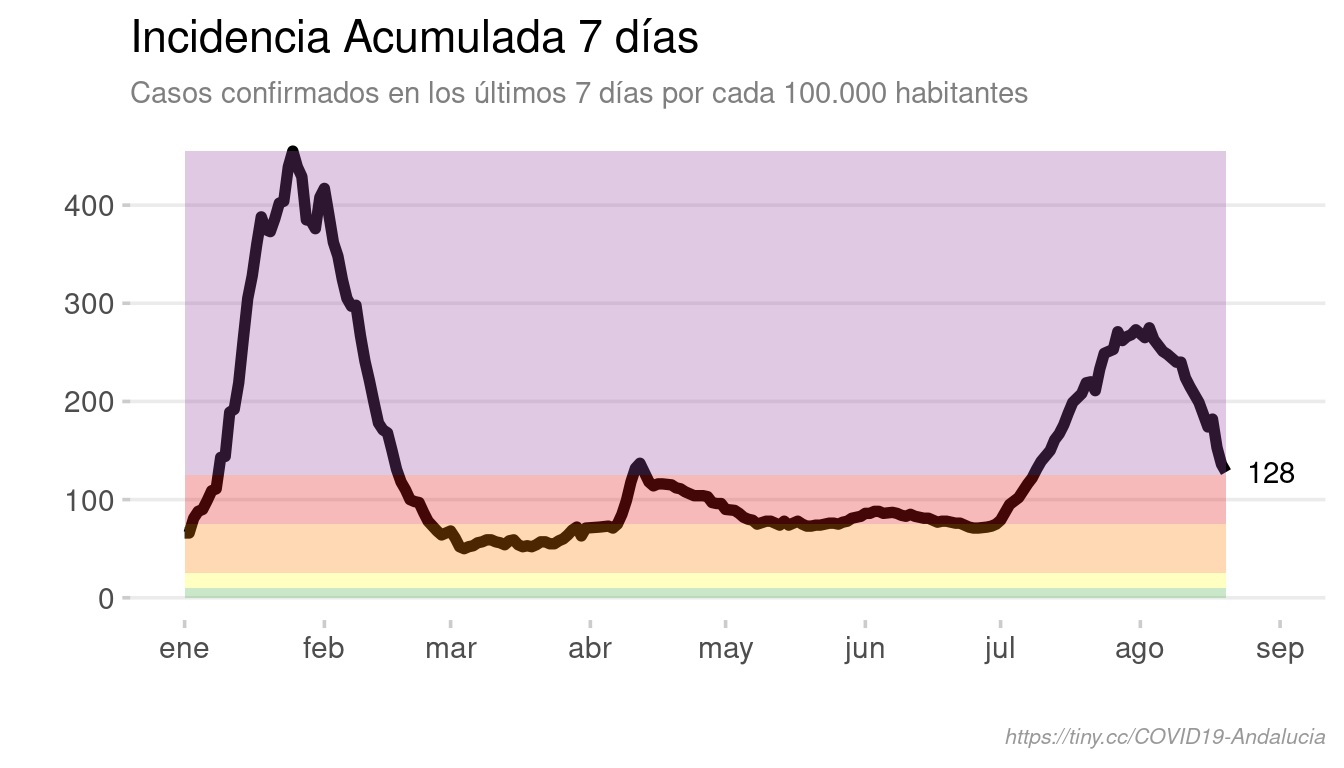 Incidencia Acumulada 7 días
Casos confirmados en los últimos 7 días por cada 100.000 habitantes
400
300
200
100
0
128
ene feb mar abr may jun jul ago sep
https://tiny.cc/COVID19-Andalucia